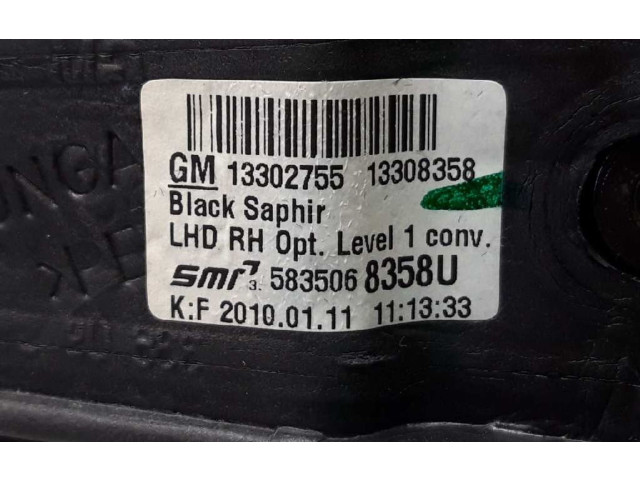 GM 13302755 13308358
Black Saphir
LHD RH Opt. Level 1 conv.
smr 3. 583506 8358U
K:F 2010.01.11 11:13:33